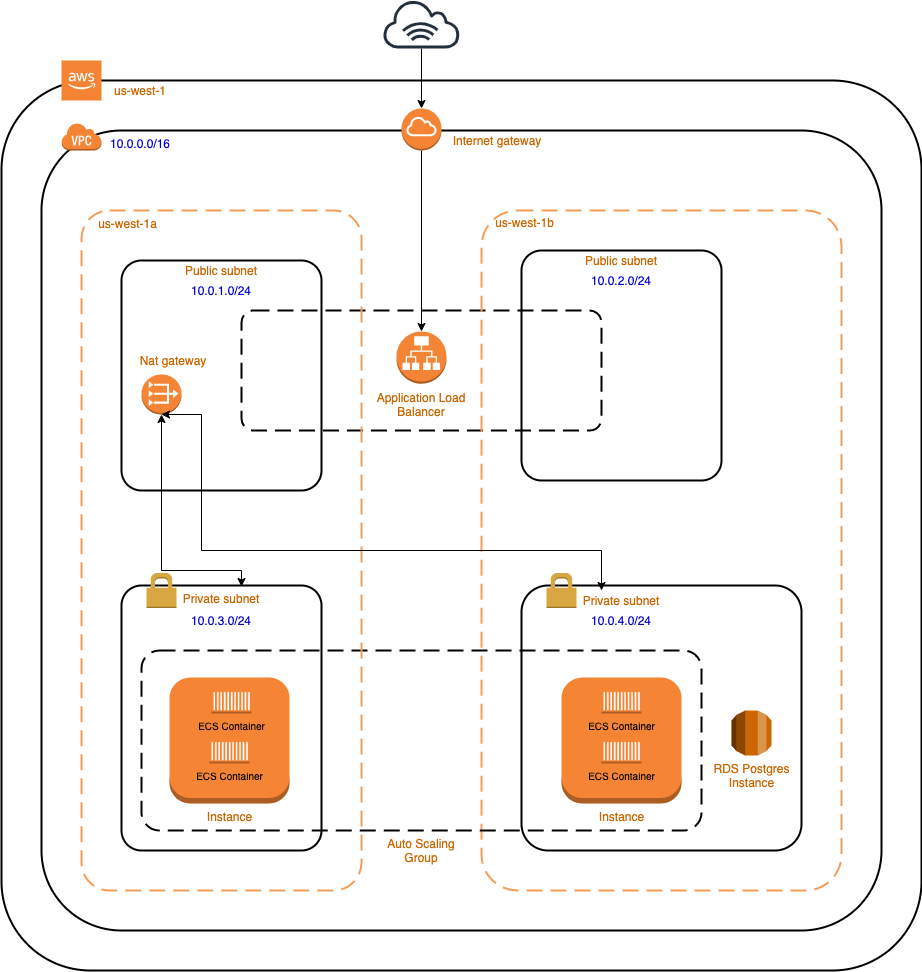 aws
us-west-1
VPC
10.0.0.0/16
Internet gateway
us-west-1a
us-west-1b
Public subnet
10.0.1.0/24
Public subnet
10.0.2.0/24
Nat gateway
Application Load
Balancer
Private subnet
10.0.3.0/24
Private subnet
10.0.4.0/24
ECS Container
ECS Container
Instance
ECS Container
ECS Container
Instance
RDS Postgres
Instance
Auto Scaling
Group